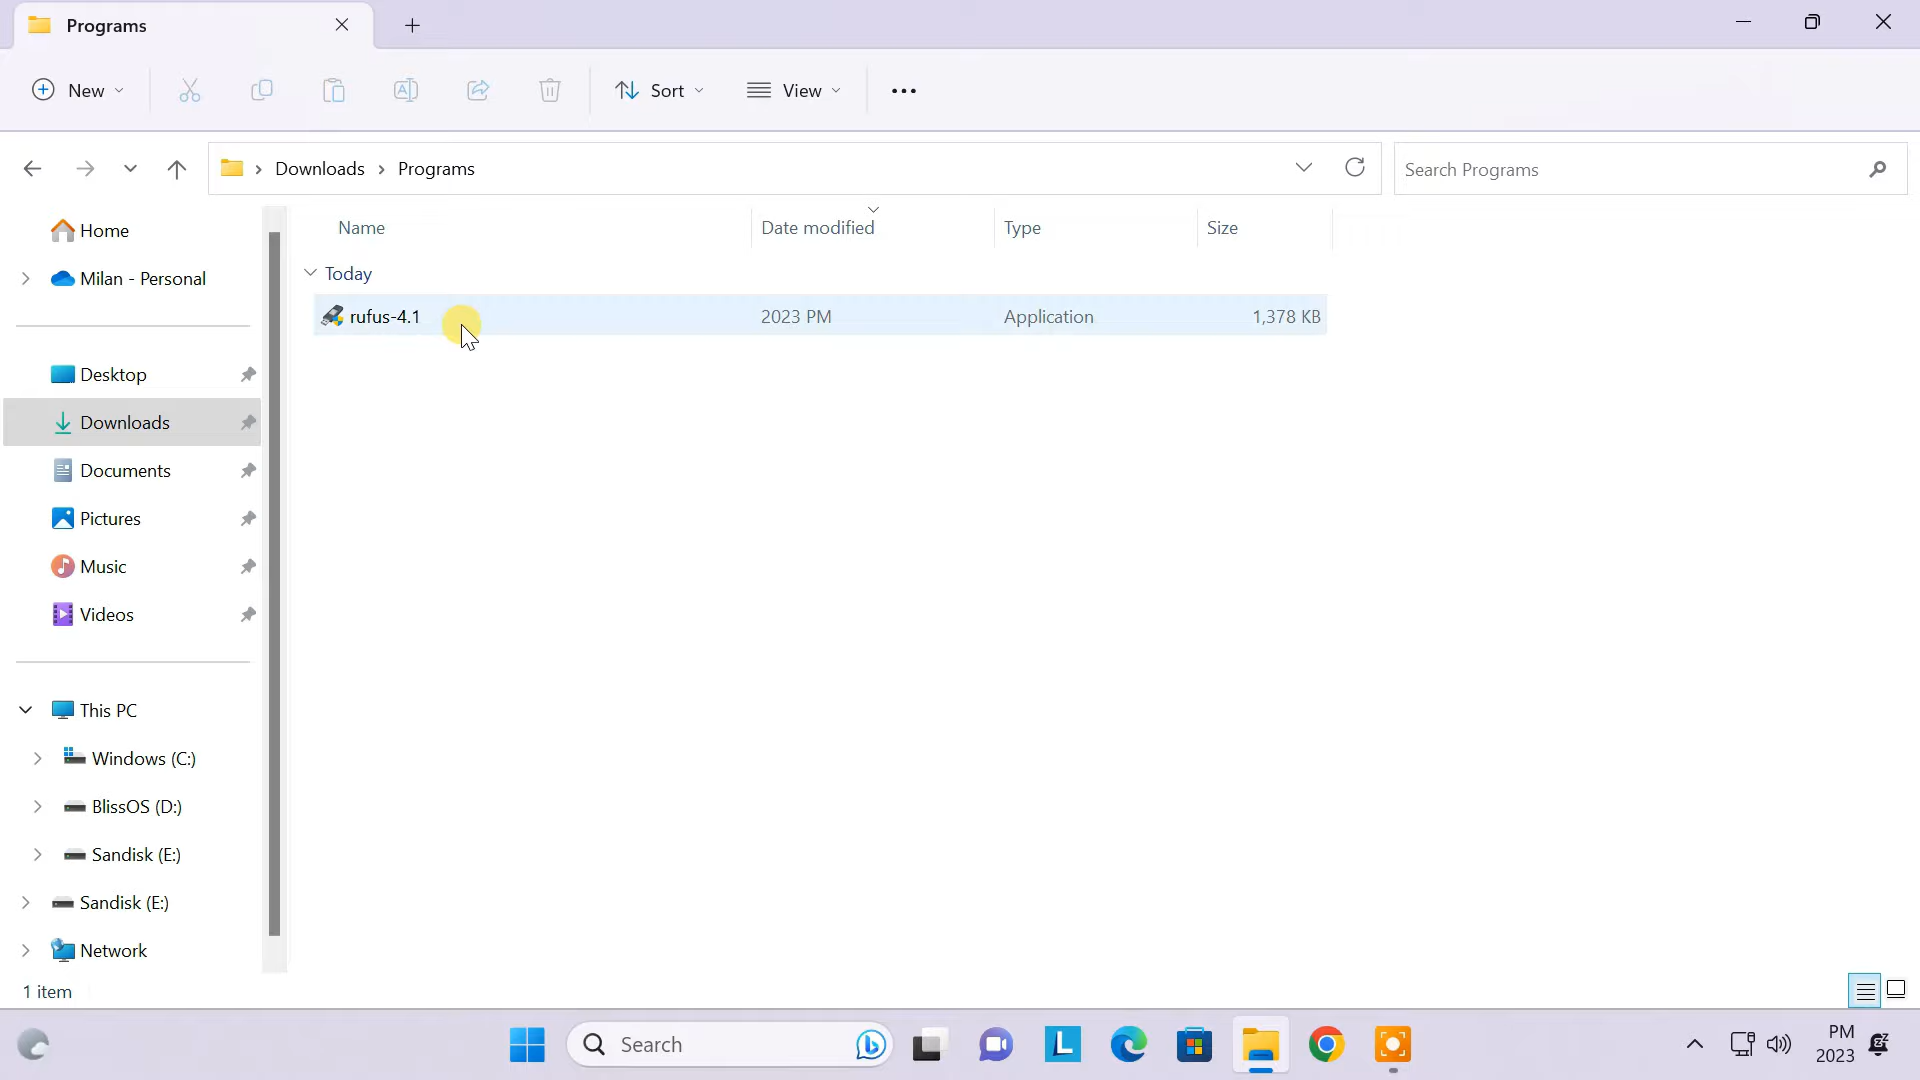 Programs
New
Sort
View
Downloads
Programs
Search Programs
Home
Milan - Personal
Desktop
Downloads
Documents
Pictures
Music
Videos
This PC
Windows (C:)
BlissOS (D:)
Sandisk (E:)
Sandisk (E:)
Network
Name
Date modified
Type
Size
Today
rufus-4.1
2023 PM
Application
1,378 KB
1 item
Search
L
PM
2023